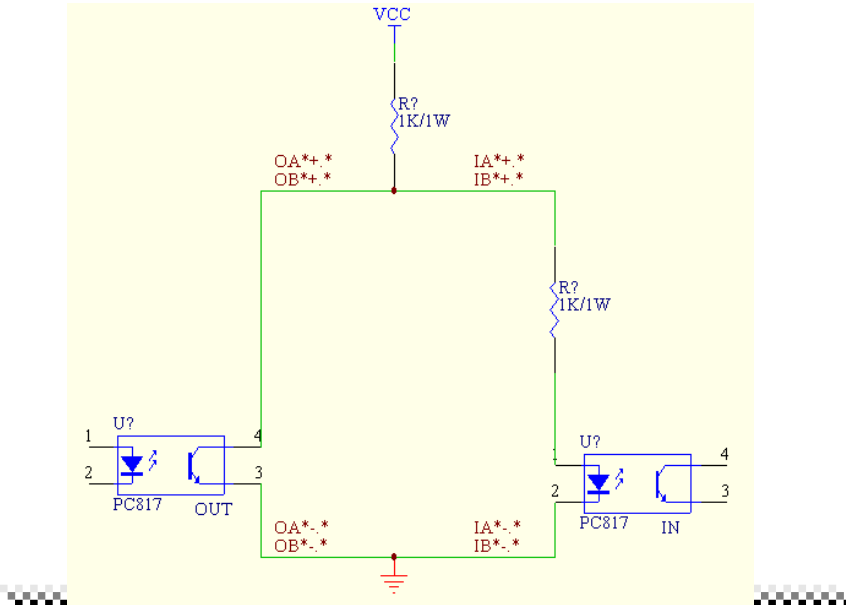 VCC
R?
1K/1W
OA*+.*
OB*+.*
IA*+.*
IB*+.*
R?
1K/1W
U?
1
4
2
3
PC817
OUT
U?
1
4
2
3
PC817
IN
OA*-.*
OB*-.*
IA*-.*
IB*-.*